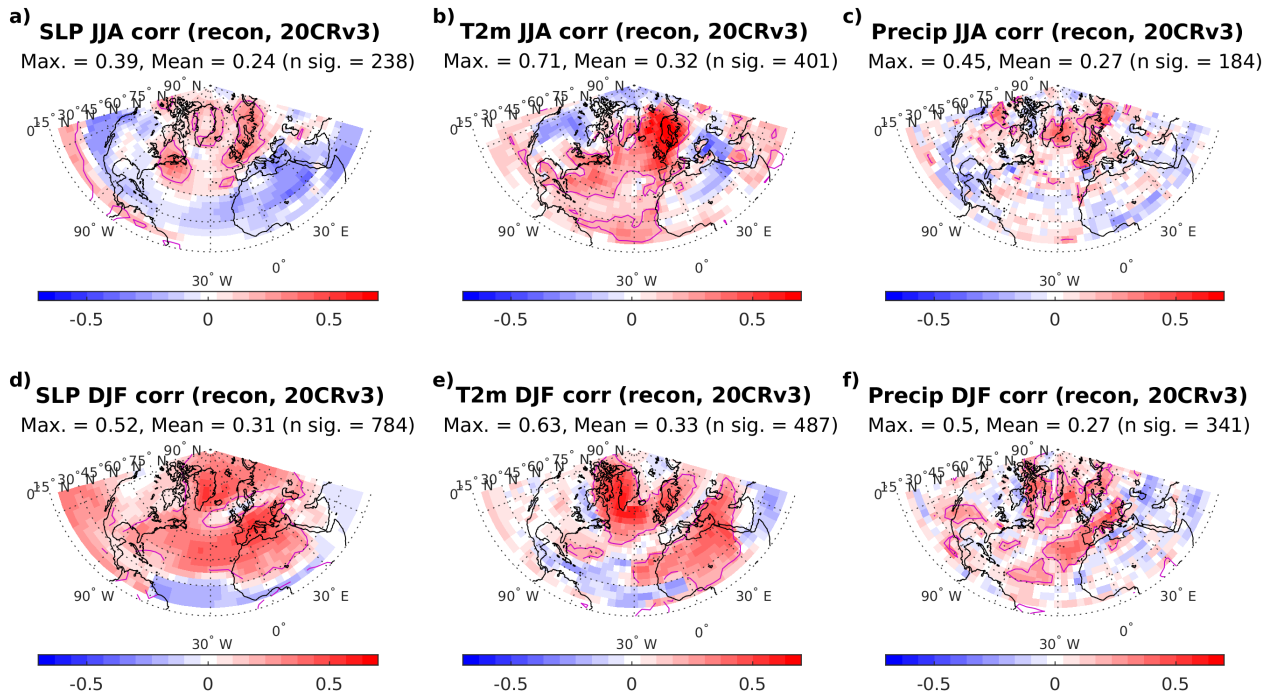 a)
SLP JJA corr (recon, 20CRv3)
Max. = 0.39, Mean = 0.24 (n sig. = 238)
0° 15° N 30° N 45° N 60° N 75° N 90° N
90° W
30° W
0°
30° E
-0.5 0 0.5
b)
T2m JJA corr (recon, 20CRv3)
Max. = 0.71, Mean = 0.32 (n sig. = 401)
0° 15° N 30° N 45° N 60° N 75° N 90° N
90° W
30° W
0°
30° E
-0.5 0 0.5
c)
Precip JJA corr (recon, 20CRv3)
Max. = 0.45, Mean = 0.27 (n sig. = 184)
0° 15° N 30° N 45° N 60° N 75° N 90° N
90° W
30° W
0°
30° E
-0.5 0 0.5
d)
SLP DJF corr (recon, 20CRv3)
Max. = 0.52, Mean = 0.31 (n sig. = 784)
0° 15° N 30° N 45° N 60° N 75° N 90° N
90° W
30° W
0°
30° E
-0.5 0 0.5
e)
T2m DJF corr (recon, 20CRv3)
Max. = 0.63, Mean = 0.33 (n sig. = 487)
0° 15° N 30° N 45° N 60° N 75° N 90° N
90° W
30° W
0°
30° E
-0.5 0 0.5
f)
Precip DJF corr (recon, 20CRv3)
Max. = 0.5, Mean = 0.27 (n sig. = 341)
0° 15° N 30° N 45° N 60° N 75° N 90° N
90° W
30° W
0°
30° E
-0.5 0 0.5